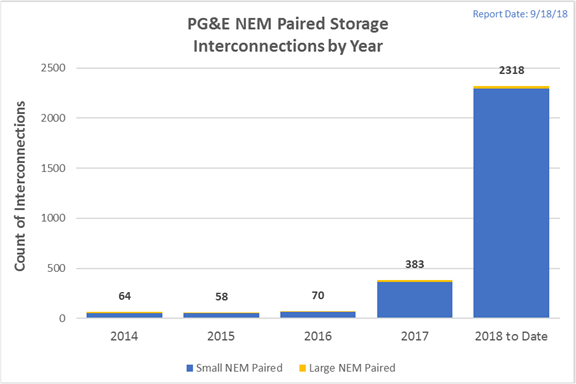 PG&E NEM Paired Storage
Interconnections by Year
Report Date: 9/18/18
Count of Interconnections
2500
2000
1500
1000
500
0
64
58
70
383
2318
2014
2015
2016
2017
2018 to Date
Small NEM Paired
Large NEM Paired